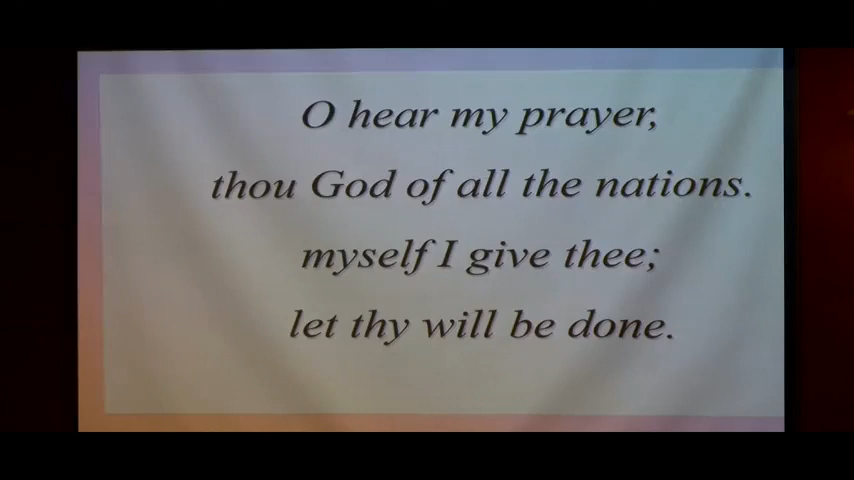 O hear my prayer,
thou God of all the nations.
myself I give thee;
let thy will be done.